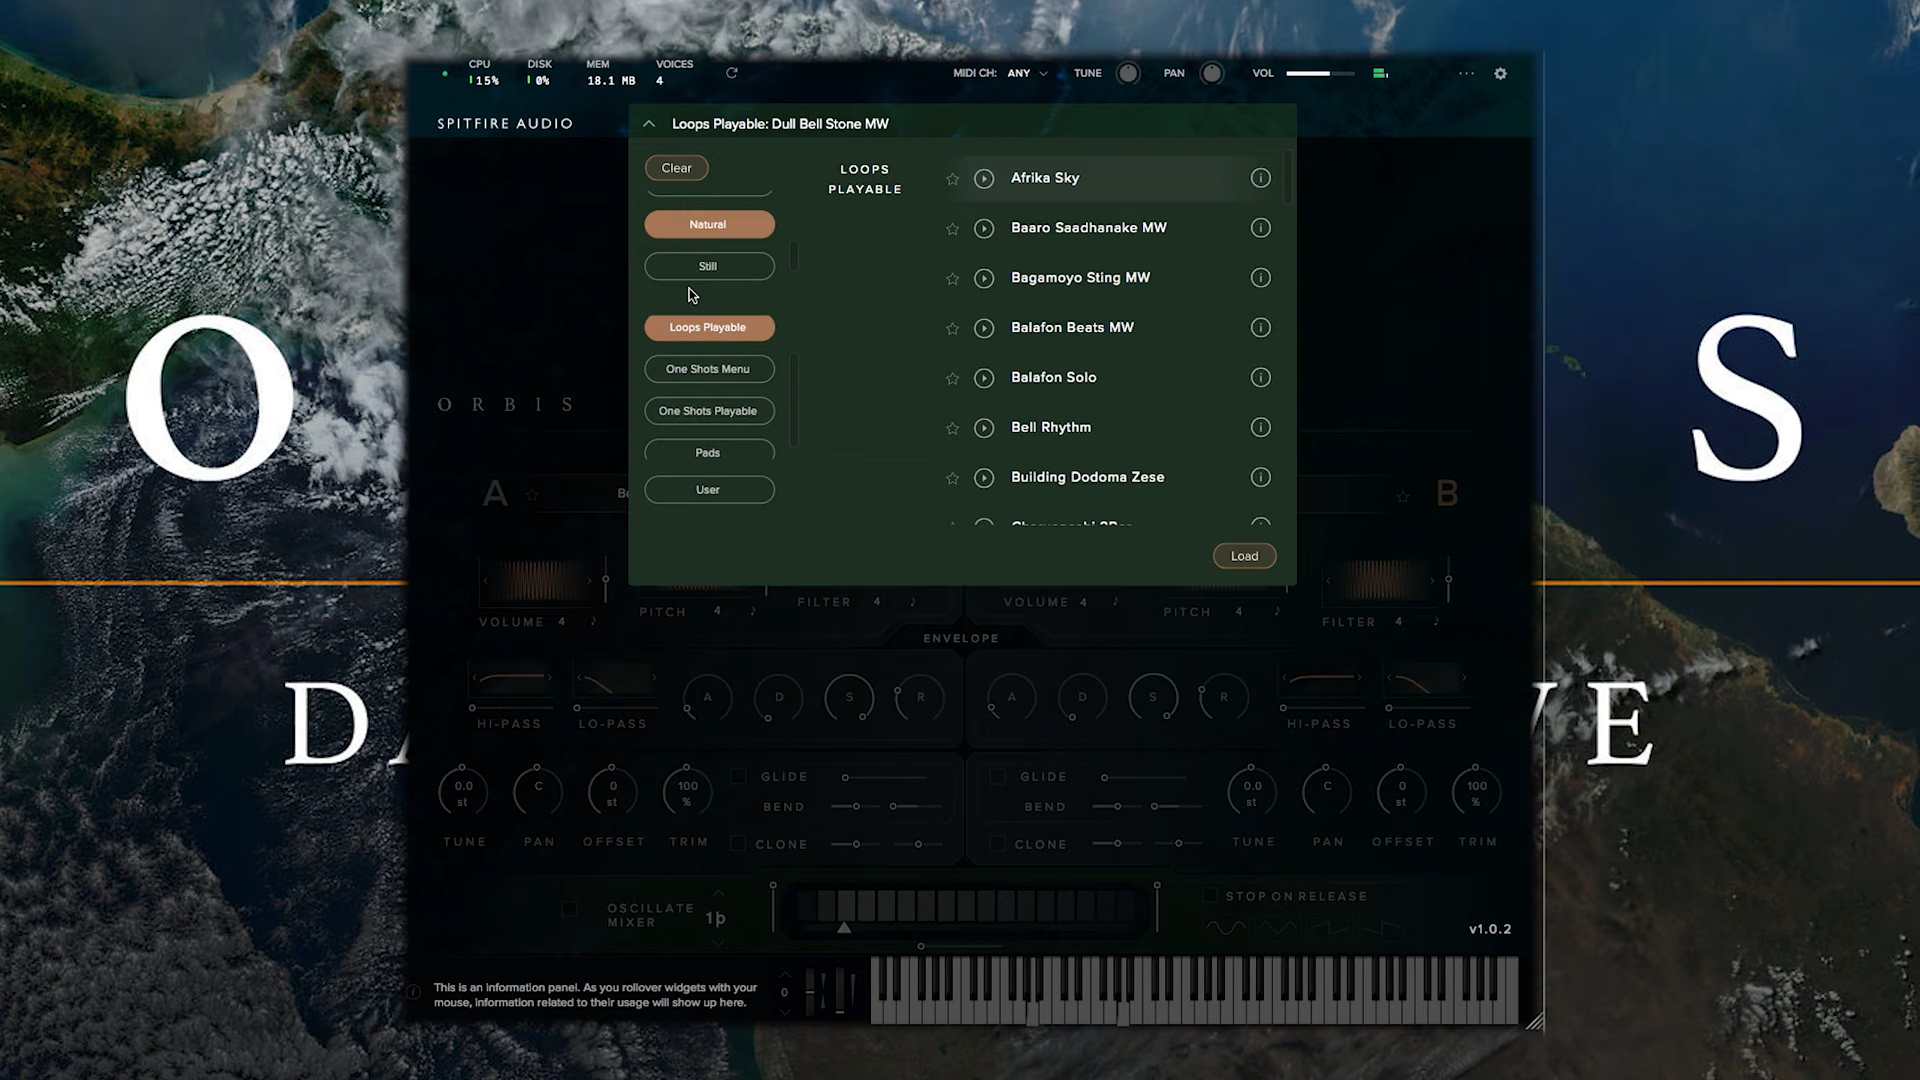 CPU
15%
DISK
0%
MEM
18.1 MB
VOICES
4
MIDI CH: ANY
TUNE
PAN
VOL
SPITFIRE AUDIO
Loops Playable: Dull Bell Stone MW
Clear
Natural
Still
Loops Playable
One Shots Menu
One Shots Playable
Pads
User
LOOPS
PLAYABLE
Afrika Sky
Baaro Saadhanake MW
Bagamoyo Sting MW
Balafon Beats MW
Balafon Solo
Bell Rhythm
Building Dodoma Zese
Load
O S
ORBIS
A
B
VOLUME 4
PITCH 4
FILTER 4
VOLUME 4
PITCH 4
FILTER 4
ENVELOPE
HI-PASS
LO-PASS
A D S R
A D S R
HI-PASS
LO-PASS
D
VE
0.0 st
C
0 st
100 %
GLIDE
BEND
CLONE
TUNE PAN OFFSET TRIM
GLIDE
BEND
CLONE
0.0 st
C
0 st
100 %
TUNE PAN OFFSET TRIM
OSCILLATE
MIXER
1
STOP ON RELEASE
v1.0.2
This is an information panel. As you rollover widgets with your
mouse, information related to their usage will show up here.
0